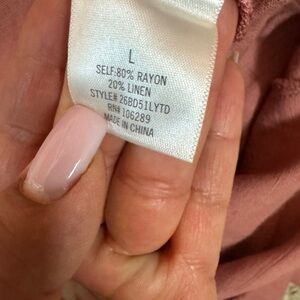 L
SELF:80% RAYON
20% LINEN
STYLE# 26BD51LYTD
RN# 106289
MADE IN CHINA